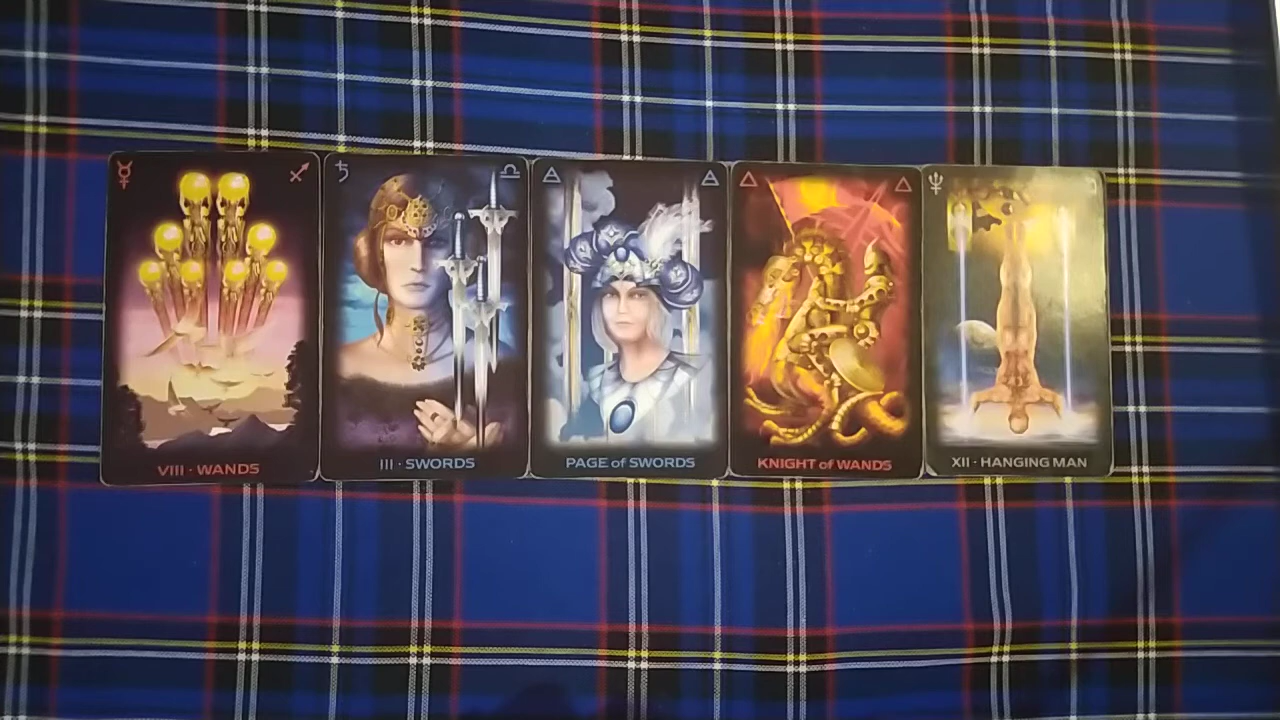 VIII · WANDS
III · SWORDS
PAGE of SWORDS
KNIGHT of WANDS
XII · HANGING MAN